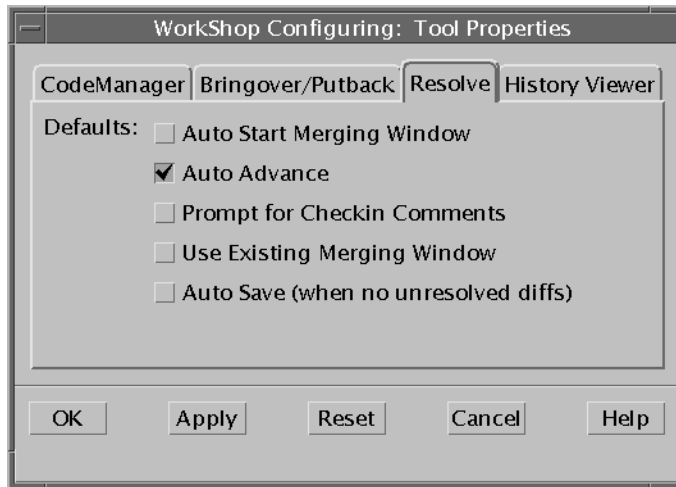 WorkShop Configuring: Tool Properties
CodeManager Bringover/Putback Resolve History Viewer
Defaults: Auto Start Merging Window
Auto Advance
Prompt for Checkin Comments
Use Existing Merging Window
Auto Save (when no unresolved diffs)
OK Apply Reset Cancel Help